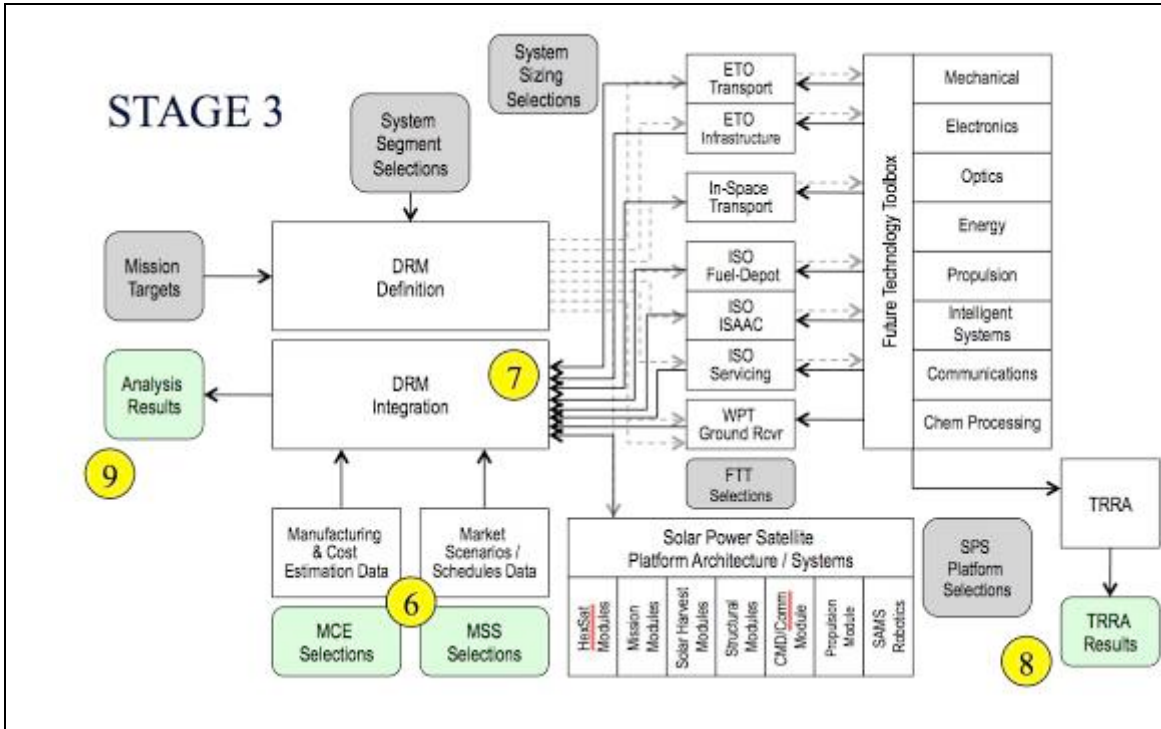 STAGE 3
System
Sizing
Selections
System
Segment
Selections
Mission
Targets
DRM
Definition
Analysis
Results
9
DRM
Integration
7
Manufacturing
& Cost
Estimation Data
Market
Scenarios /
Schedules Data
6
MCE
Selections
MSS
Selections
ETO
Transport
ETO
Infrastructure
In-Space
Transport
ISO
Fuel-Depot
ISO
ISAAC
ISO
Servicing
WPT
Ground Rcvr
FTT
Selections
Future Technology Toolbox
Mechanical
Electronics
Optics
Energy
Propulsion
Intelligent
Systems
Communications
Chem Processing
Solar Power Satellite
Platform Architecture / Systems
HexSat
Modules
Mission
Modules
Solar Harvest
Modules
Structural
Modules
CMD/Comm
Module
Propulsion
Module
SAMS
Robotics
SPS
Platform
Selections
TRRA
TRRA
Results
8